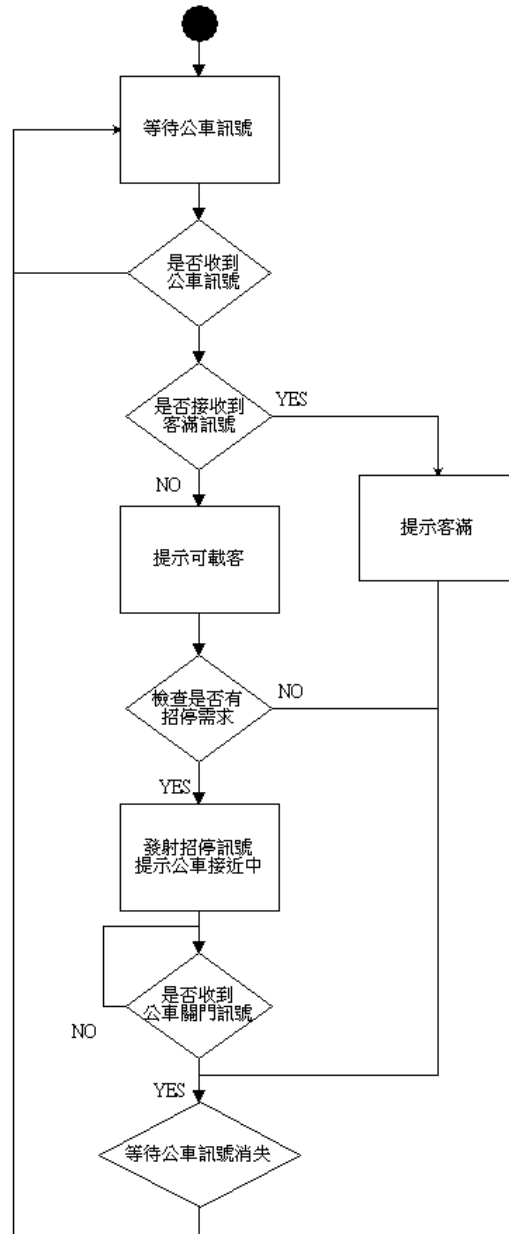 等待公車訊號
是否收到
公車訊號
是否接收到
客滿訊號
YES
NO
提示可載客
提示客滿
檢查是否有
招停需求
NO
YES
發射招停訊號
提示公車接近中
是否收到
公車關門訊號
NO
YES
等待公車訊號消失